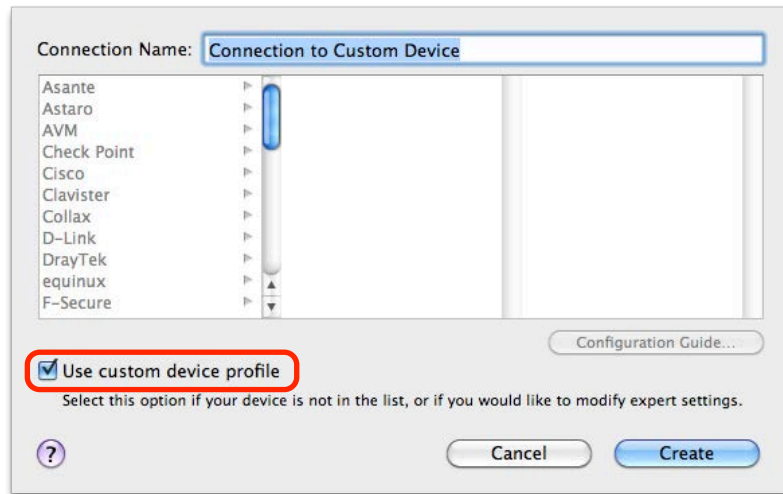 Connection Name: Connection to Custom Device
Asante
Astaro
AVM
Check Point
Cisco
Clavister
Collax
D-Link
DrayTek
equinux
F-Secure
Configuration Guide...
Use custom device profile
Select this option if your device is not in the list, or if you would like to modify expert settings.
? Cancel Create